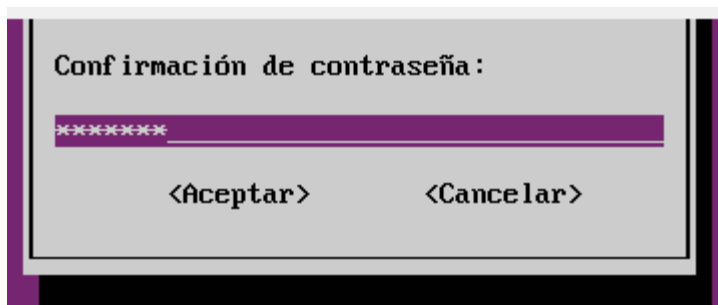 Confirmación de contraseña:
*******
<Aceptar> <Cancelar>